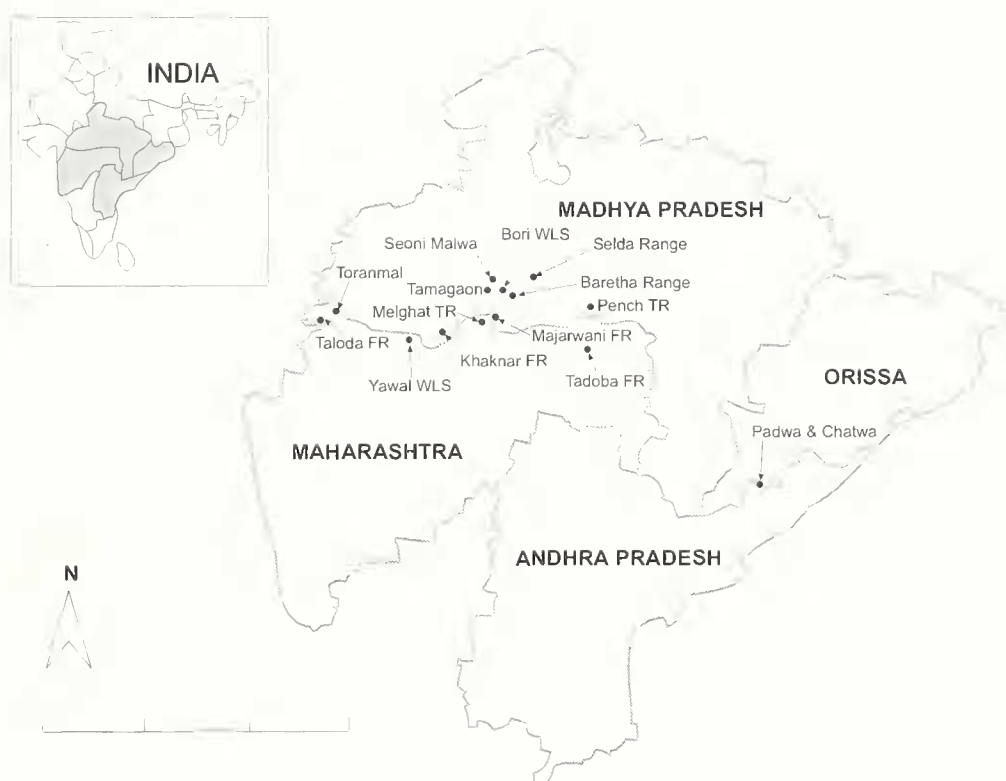 INDIA
MADHYA PRADESH
Bori WLS
Seoni Malwa
Selda Range
Toranmal
Tamagaon
Baretha Range
Melghat TR
Pench TR
Taloda FR
Majarwani FR
Khaknar FR
Yawal WLS
Tadoba FR
ORISSA
Padwa & Chatwa
MAHARASHTRA
ANDHRA PRADESH
N